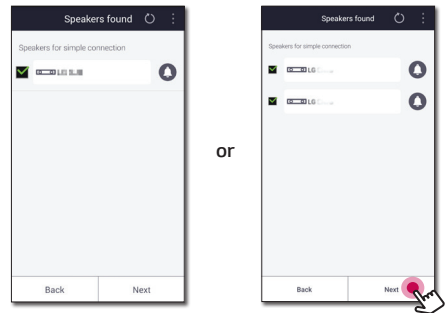 Speakers found
Speakers for simple connection
LG
Back Next
or
Speakers found
Speakers for simple connection
LG
LG
Back Next